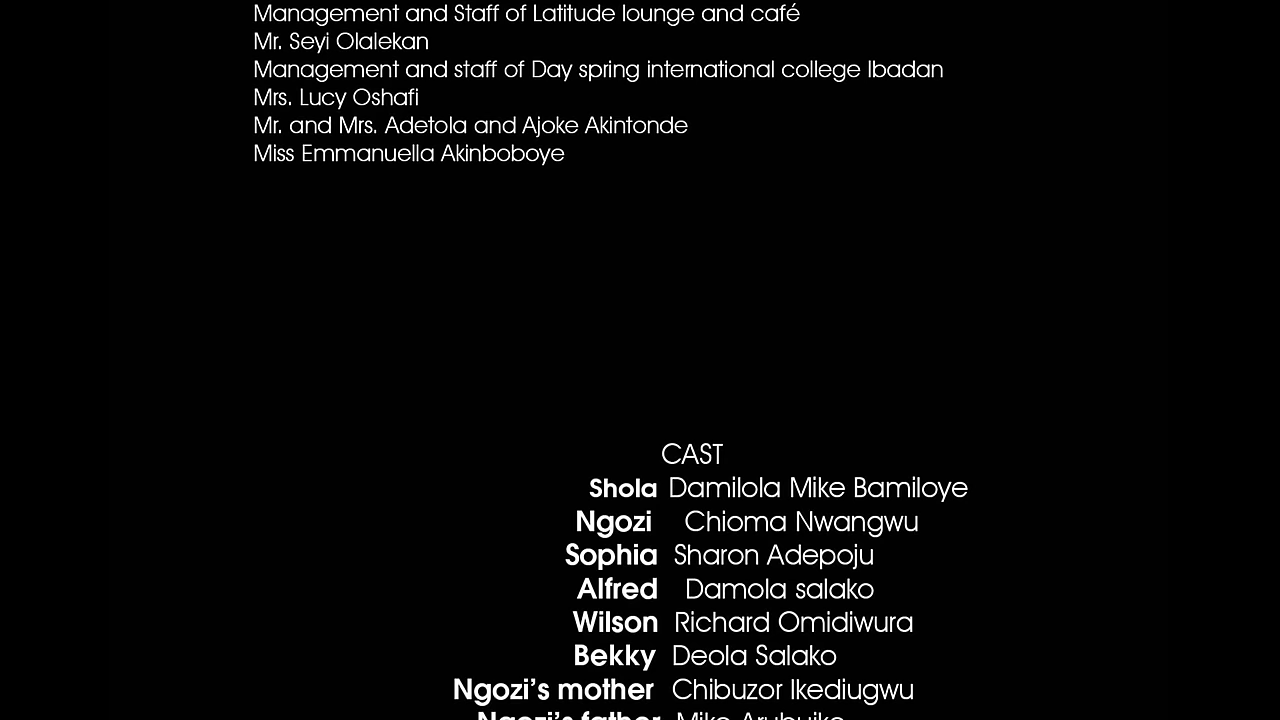 Management and Staff of Latitude lounge and café
Mr. Seyi Olalekan
Management and staff of Day spring international college Ibadan
Mrs. Lucy Oshafi
Mr. and Mrs. Adetola and Ajoke Akintonde
Miss Emmanuella Akinboboye
CAST
Shola Damilola Mike Bamiloye
Ngozi Chioma Nwangwu
Sophia Sharon Adepoju
Alfred Damola salako
Wilson Richard Omidiwura
Bekky Deola Salako
Ngozi's mother Chibuzor Ikediugwu
Ngozi's father Mike